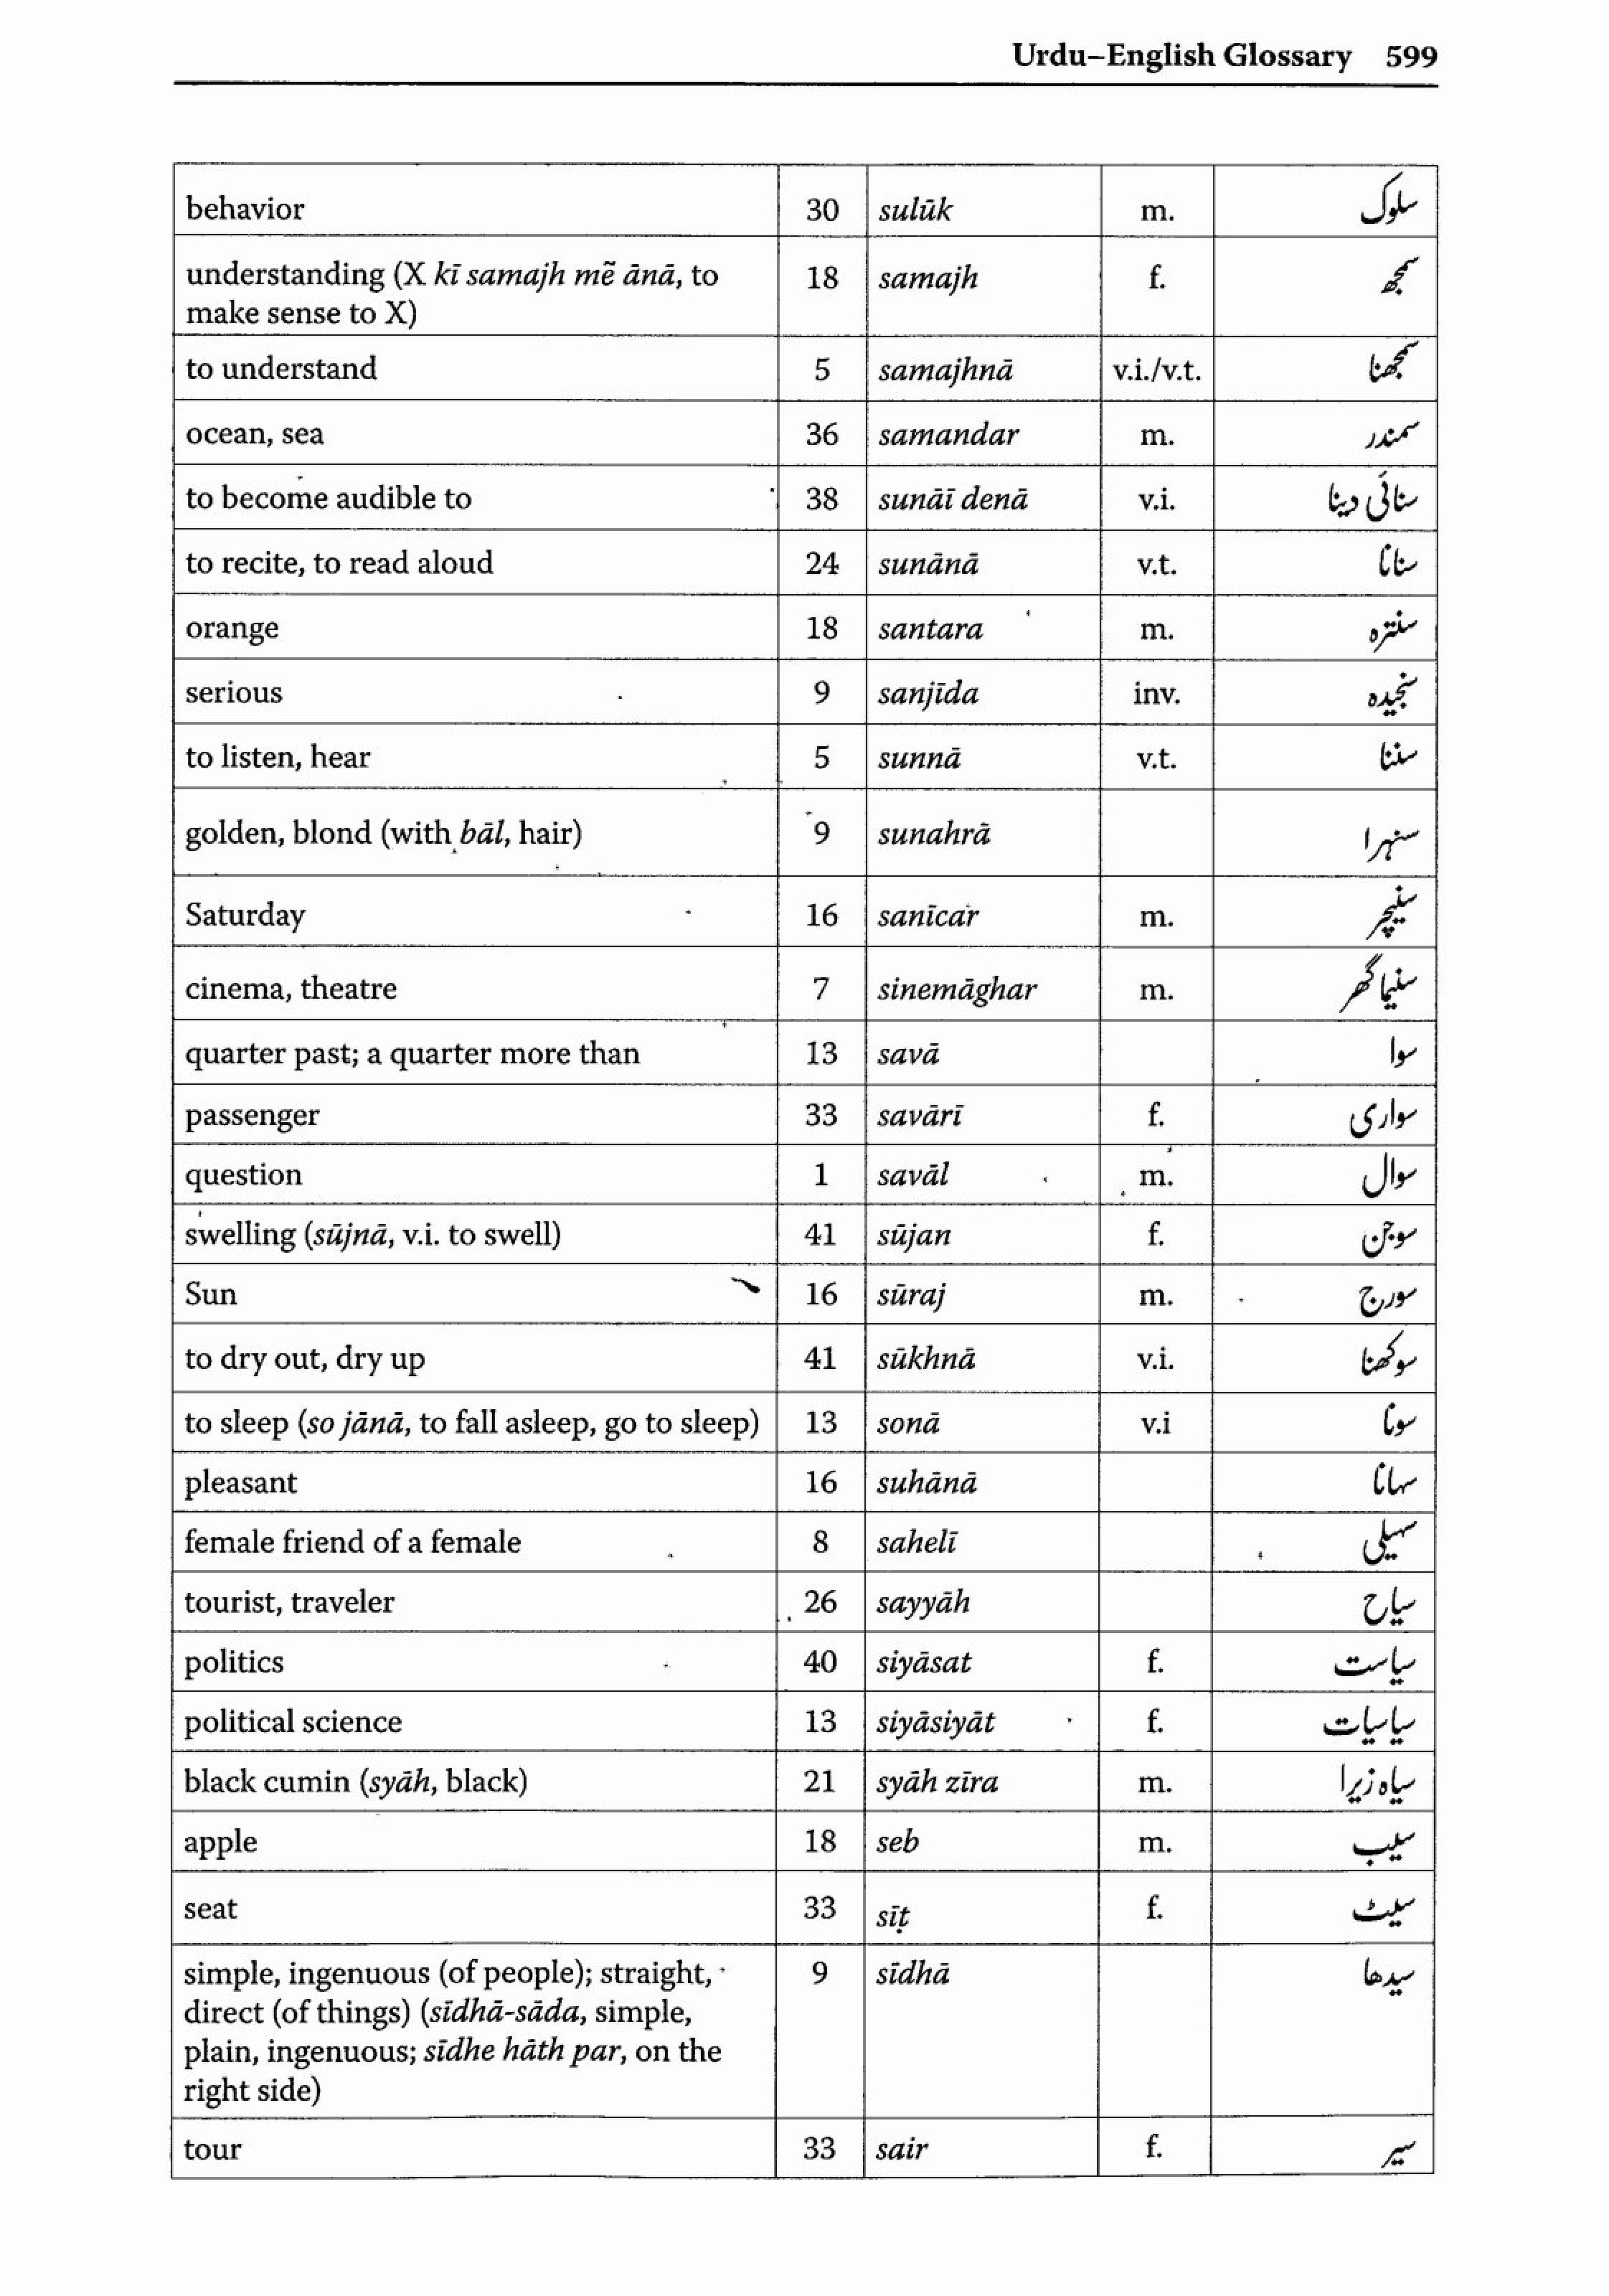 Urdu–English Glossary 599
behavior 30 sulūk m. سلوک
understanding (X kī samajh mẽ ānā, to 18 samajh f. سمجھ
make sense to X)
to understand 5 samajhnā v.i./v.t. سمجھنا
ocean, sea 36 samandar m. سمندر
to become audible to 38 sunāī denā v.i. سنائی دینا
to recite, to read aloud 24 sunānā v.t. سنانا
orange 18 santara m. سنترہ
serious 9 sanjīda inv. سنجیدہ
to listen, hear 5 sunnā v.t. سننا
golden, blond (with bāl, hair) 9 sunahrā سنہرا
Saturday 16 sanīcar m. سنیچر
cinema, theatre 7 sinemāghar m. سنیما گھر
quarter past; a quarter more than 13 savā سوا
passenger 33 savārī f. سواری
question 1 savāl m. سوال
swelling (sūjnā, v.i. to swell) 41 sūjan f. سوجن
Sun 16 sūraj m. سورج
to dry out, dry up 41 sūkhnā v.i. سوکھنا
to sleep (so jānā, to fall asleep, go to sleep) 13 sonā v.i سونا
pleasant 16 suhānā سہانا
female friend of a female 8 sahelī سہیلی
tourist, traveler 26 sayyāh سیاح
politics 40 siyāsat f. سیاست
political science 13 siyāsiyāt f. سیاسیات
black cumin (syāh, black) 21 syāh zīra m. سیاہ زیرا
apple 18 seb m. سیب
seat 33 sīṭ f. سیٹ
simple, ingenuous (of people); straight, 9 sīdhā سیدھا
direct (of things) (sīdhā-sāda, simple,
plain, ingenuous; sīdhe hāth par, on the
right side)
tour 33 sair f. سیر